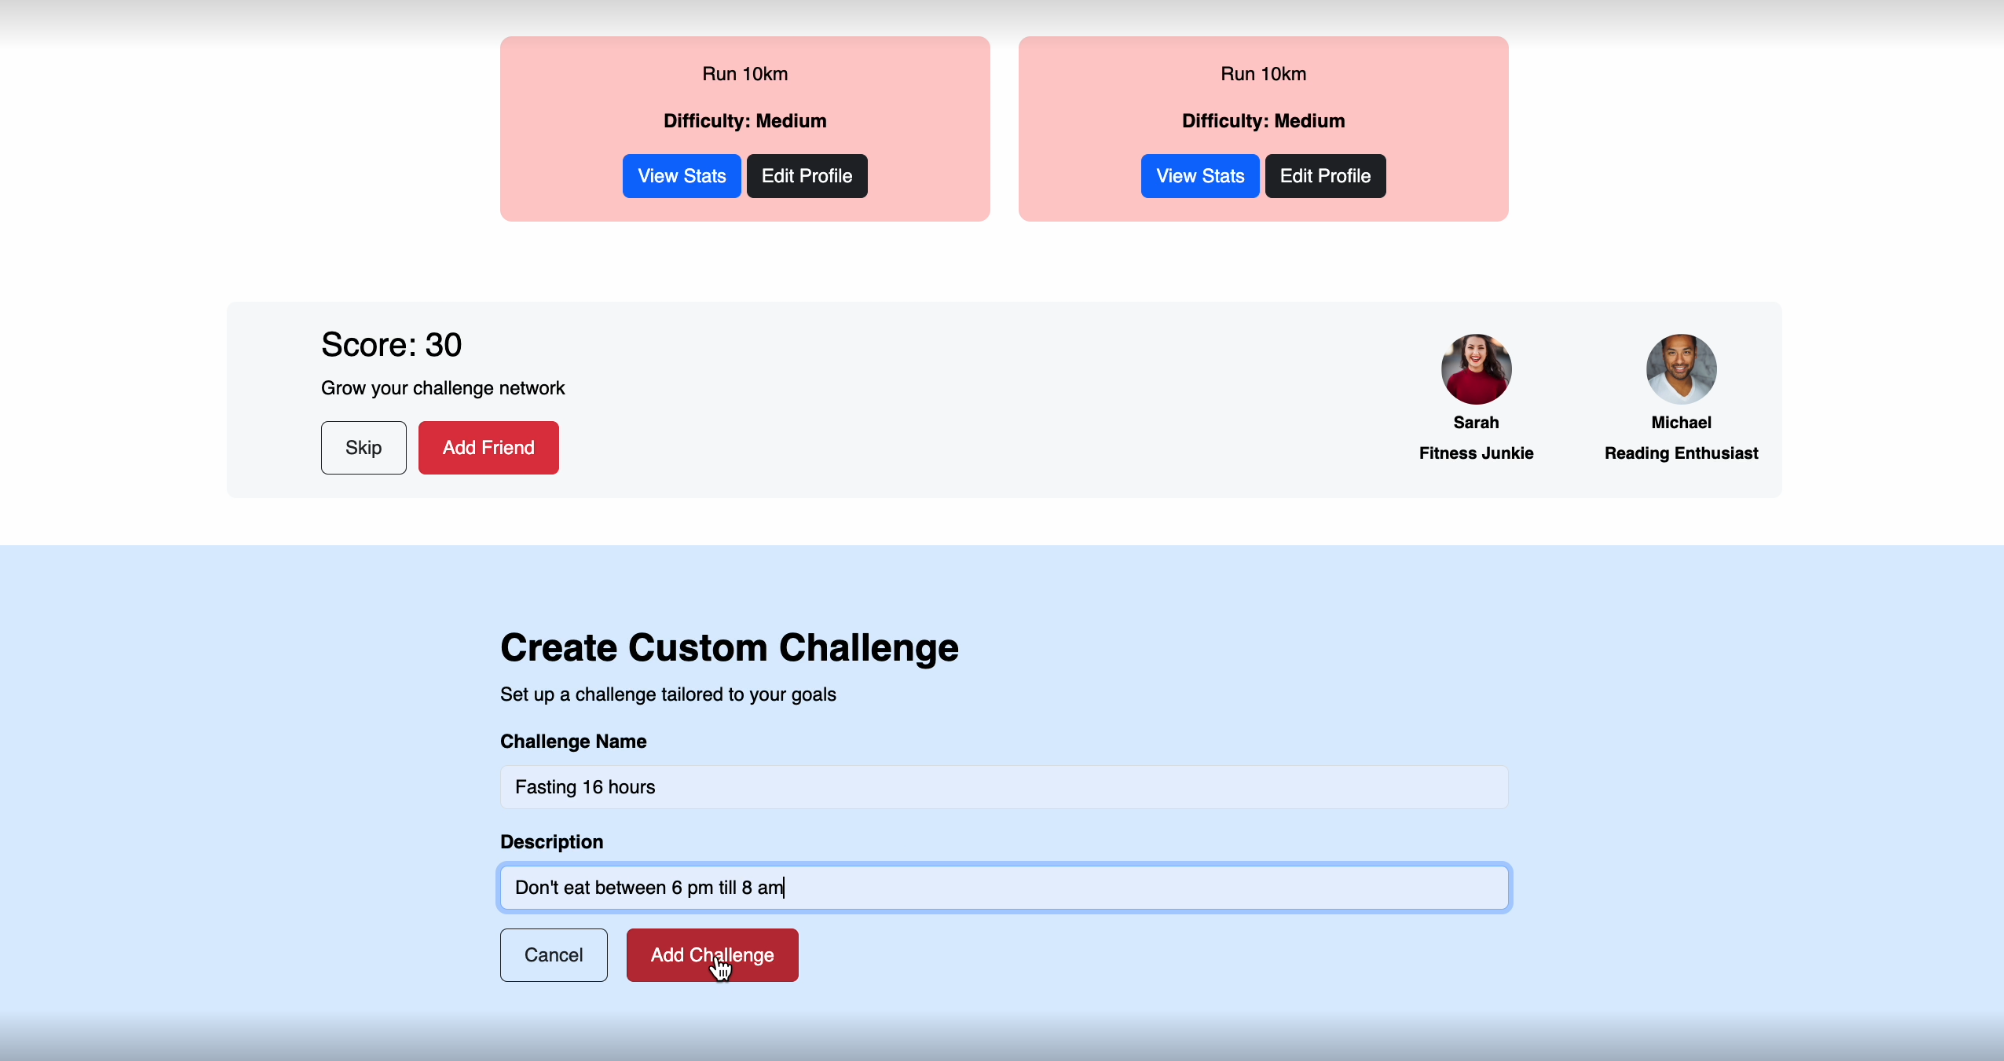 Run 10km
Difficulty: Medium
View Stats Edit Profile
Run 10km
Difficulty: Medium
View Stats Edit Profile
Score: 30
Grow your challenge network
Skip Add Friend
Sarah
Fitness Junkie
Michael
Reading Enthusiast
Create Custom Challenge
Set up a challenge tailored to your goals
Challenge Name
Fasting 16 hours
Description
Don't eat between 6 pm till 8 am
Cancel Add Challenge